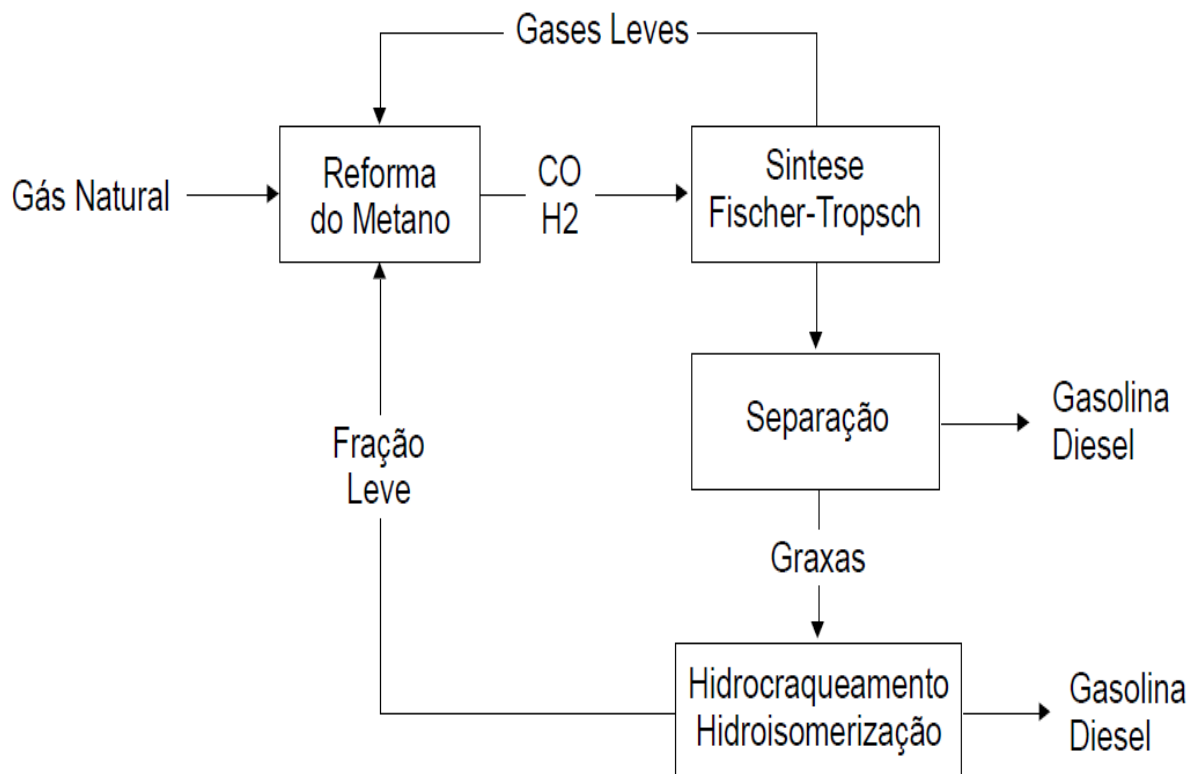 Gases Leves
Gás Natural
Reforma
do Metano
CO
H2
Sintese
Fischer-Tropsch
Separação
Gasolina
Diesel
Fração
Leve
Graxas
Hidrocraqueamento
Hidroisomerização
Gasolina
Diesel